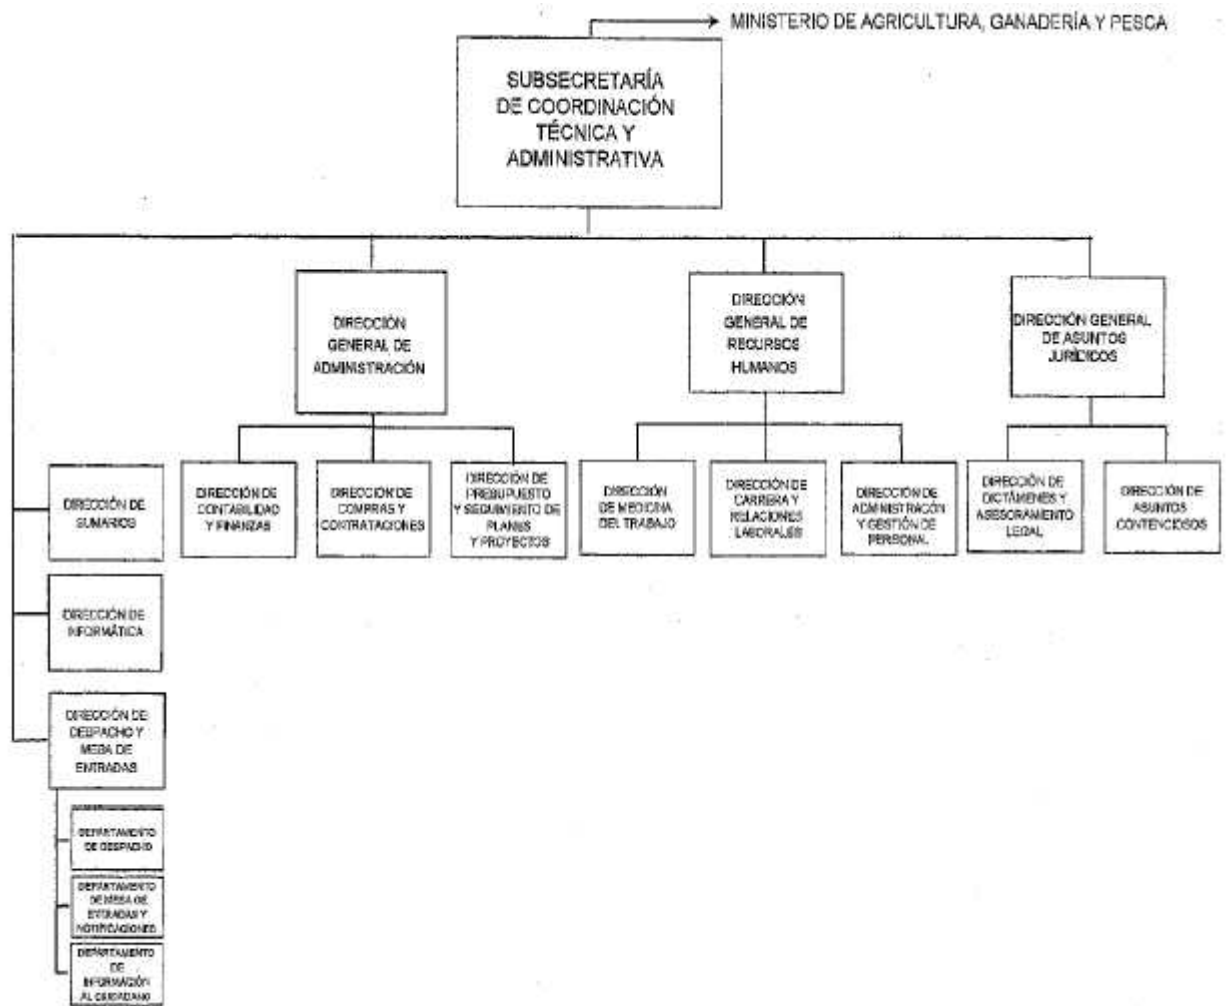 MINISTERIO DE AGRICULTURA, GANADERÍA Y PESCA
SUBSECRETARÍA
DE COORDINACIÓN
TÉCNICA Y
ADMINISTRATIVA
DIRECCIÓN
GENERAL DE
ADMINISTRACIÓN
DIRECCIÓN
GENERAL DE
RECURSOS
HUMANOS
DIRECCIÓN GENERAL
DE ASUNTOS
JURÍDICOS
DIRECCIÓN DE
SUMARIOS
DIRECCIÓN DE
CONTABILIDAD
Y FINANZAS
DIRECCIÓN DE
COMPRAS Y
CONTRATACIONES
DIRECCIÓN DE
PRESUPUESTO
Y SEGUIMIENTO DE
PLANES
Y PROYECTOS
DIRECCIÓN
DE MEDICINA
DEL TRABAJO
DIRECCIÓN DE
CARRERA Y
RELACIONES
LABORALES
DIRECCIÓN DE
ADMINISTRACÓN
Y GESTIÓN DE
PERSONAL
DIRECCIÓN DE
DICTÁMENES Y
ASESORAMIENTO
LEGAL
DIRECCIÓN DE
ASUNTOS
CONTENCIOSOS
DIRECCIÓN DE
INFORMÁTICA
DIRECCIÓN DE
DESPACHO Y
MESA DE
ENTRADAS
DEPARTAMENTO
DE DESPACHO
DEPARTAMENTO
DE MESA DE
ENTRADAS Y
NOTIFICACIONES
DEPARTAMENTO
DE
INFORMACIÓN
AL CIUDADANO